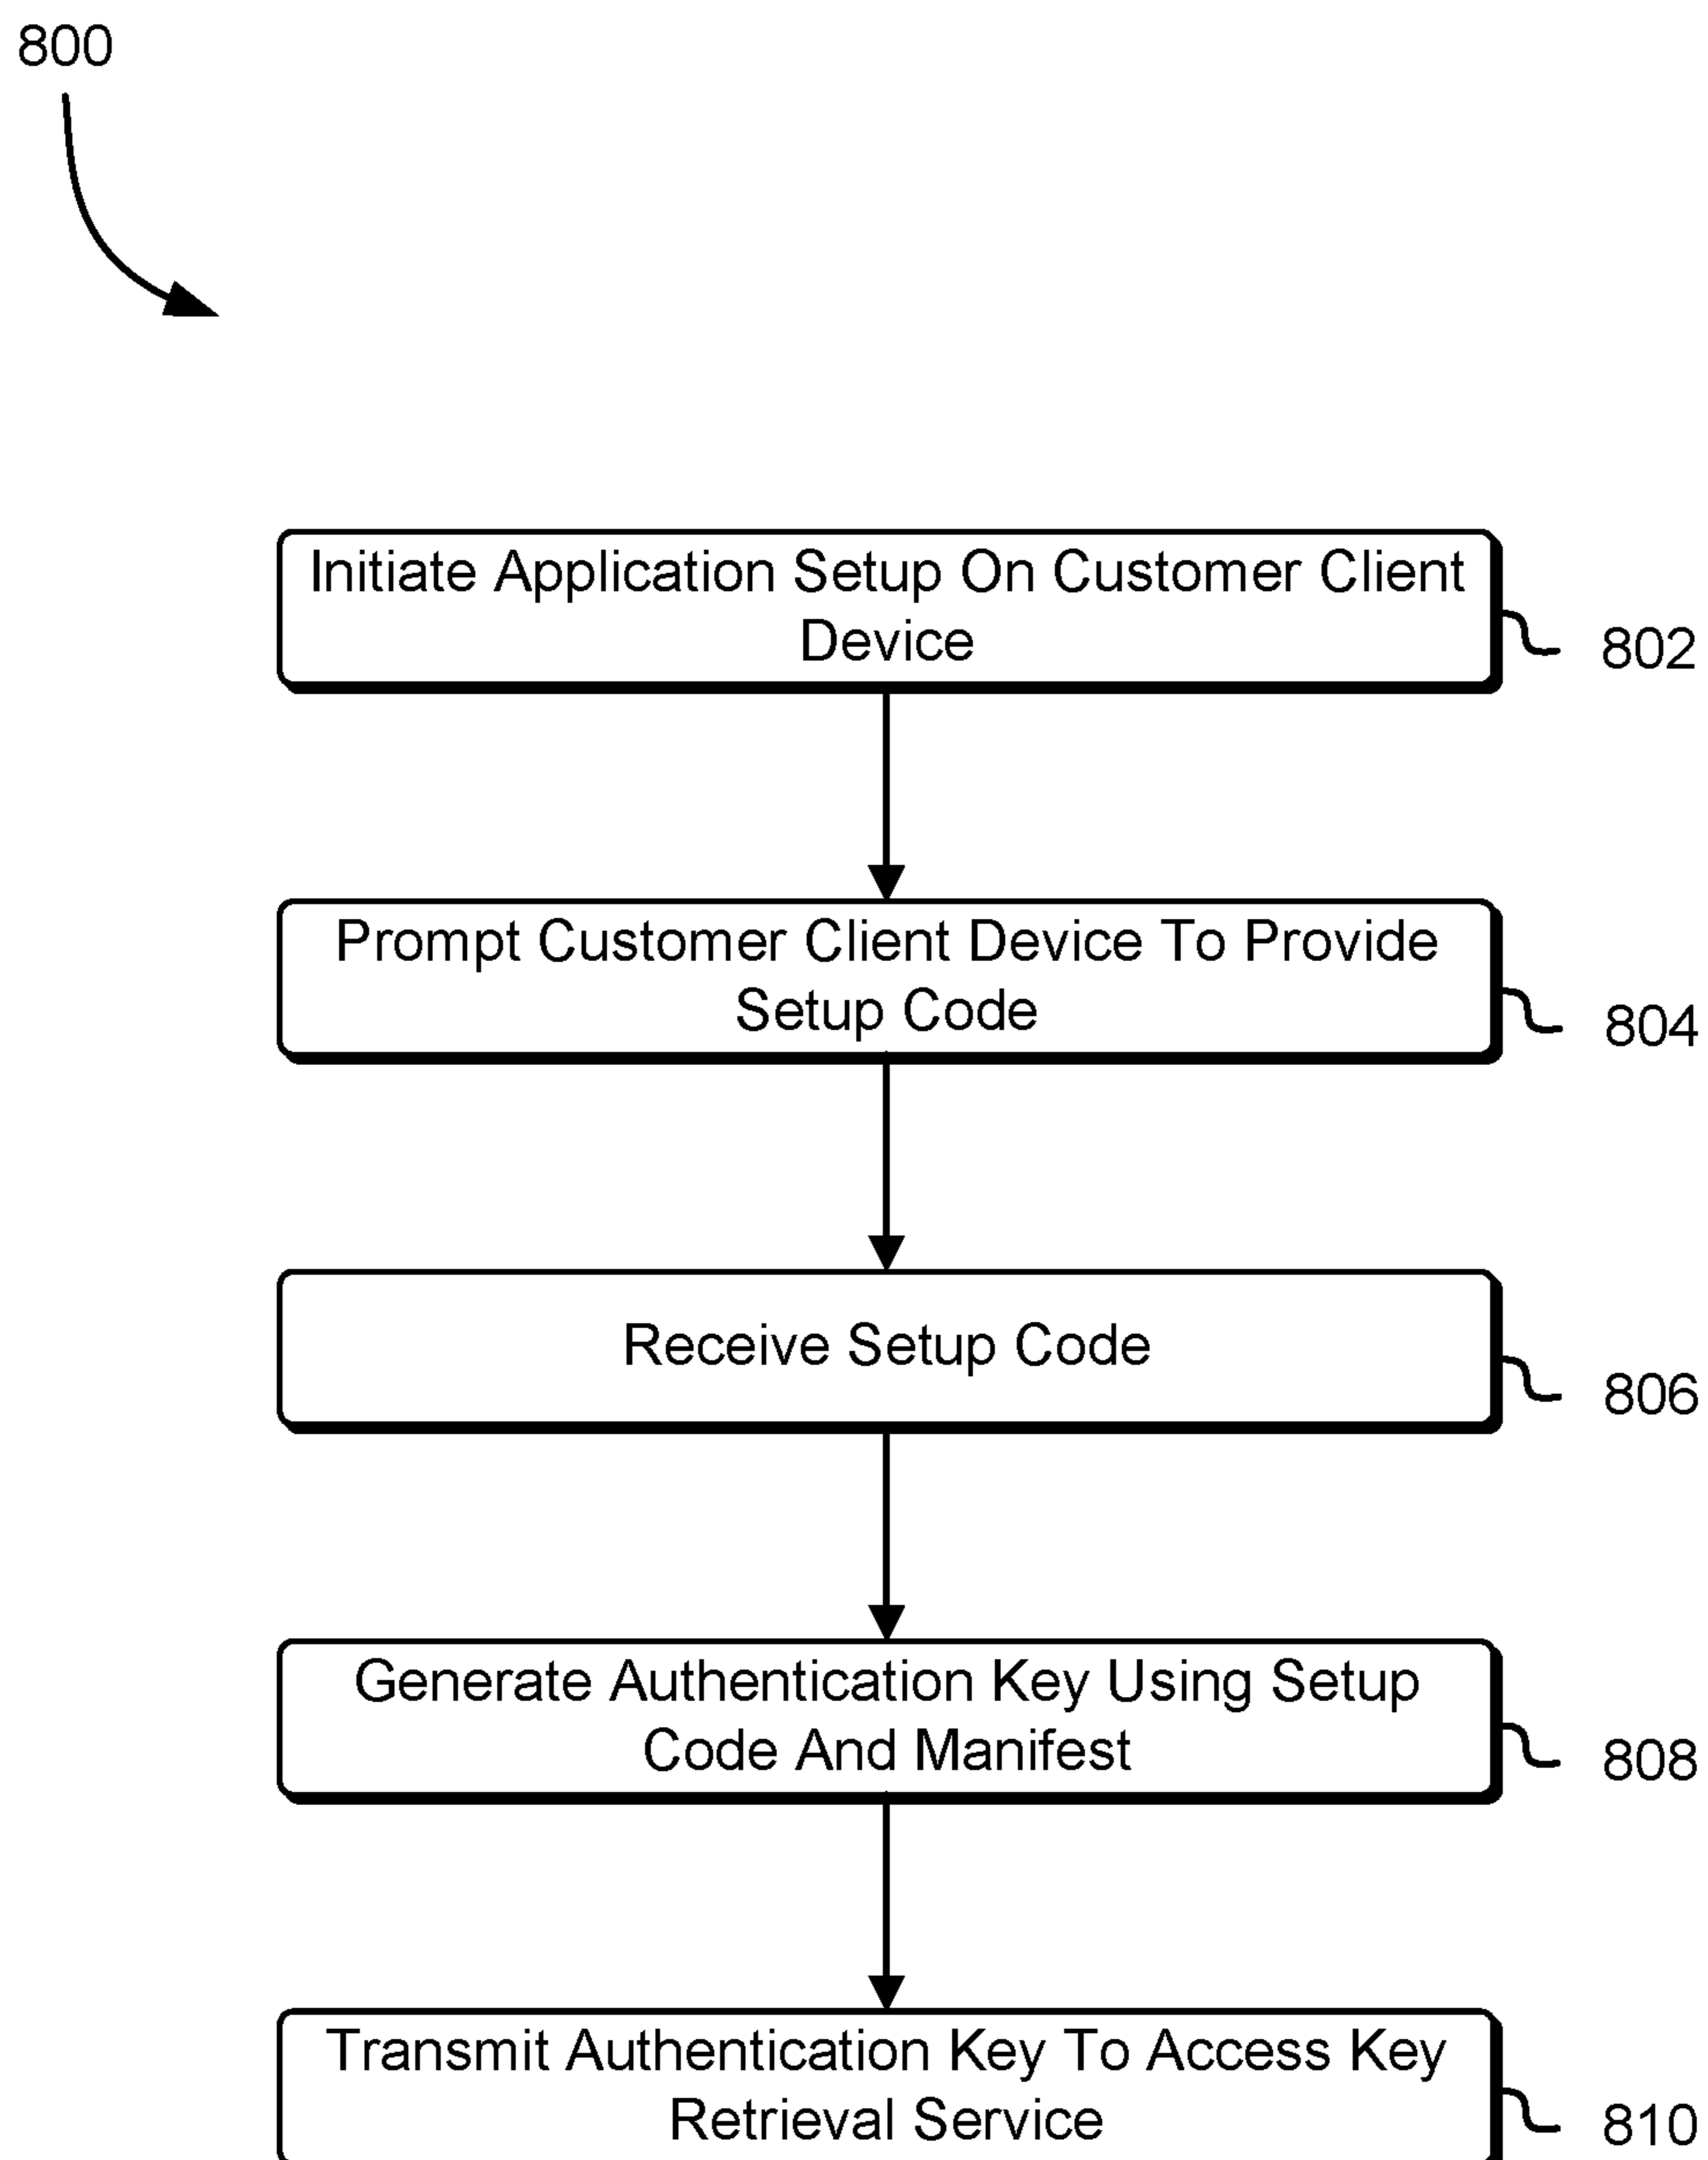 800
Initiate Application Setup On Customer Client
Device
802
Prompt Customer Client Device To Provide
Setup Code
804
Receive Setup Code
806
Generate Authentication Key Using Setup
Code And Manifest
808
Transmit Authentication Key To Access Key
Retrieval Service
810